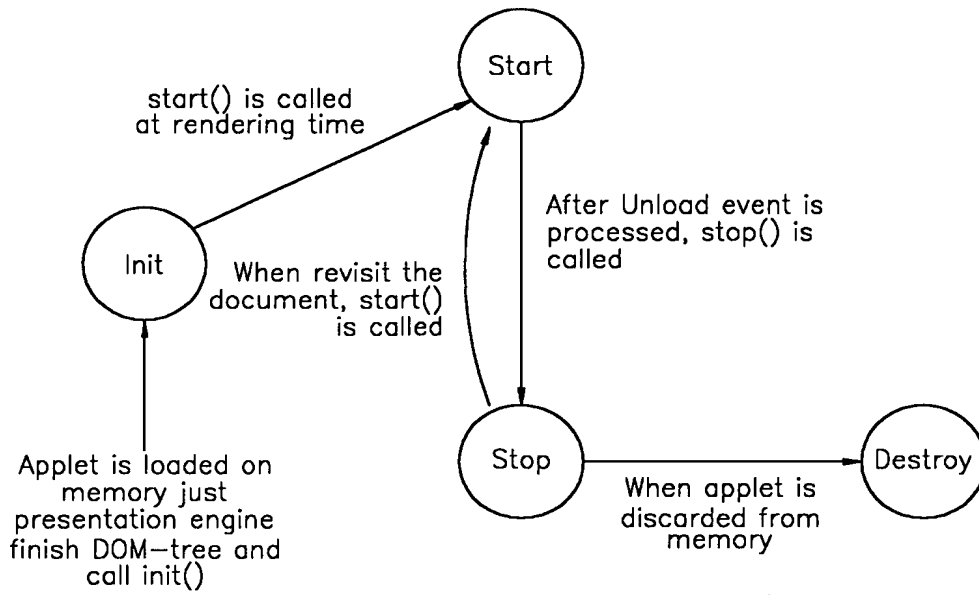 Start
start() is called
at rendering time
Init
After Unload event is
processed, stop() is
called
When revisit the
document, start()
is called
Stop
Destroy
When applet is
discarded from
memory
Applet is loaded on
memory just
presentation engine
finish DOM-tree and
call init()